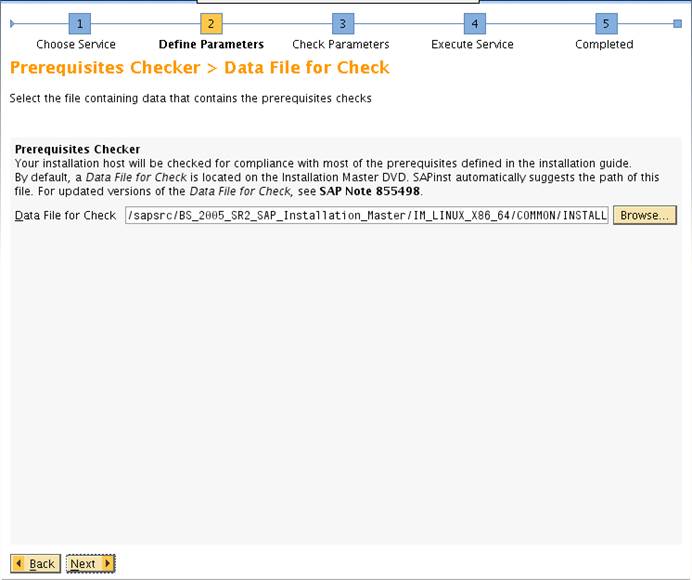 1 2 3 4 5
Choose Service Define Parameters Check Parameters Execute Service Completed
Prerequisites Checker > Data File for Check
Select the file containing data that contains the prerequisites checks
Prerequisites Checker
Your installation host will be checked for compliance with most of the prerequisites defined in the installation guide.
By default, a Data File for Check is located on the Installation Master DVD. SAPinst automatically suggests the path of this
file. For updated versions of the Data File for Check, see SAP Note 855498.
Data File for Check /sapsrc/BS_2005_SR2_SAP_Installation_Master/IM_LINUX_X86_64/COMMON/INSTALL Browse...
Back Next